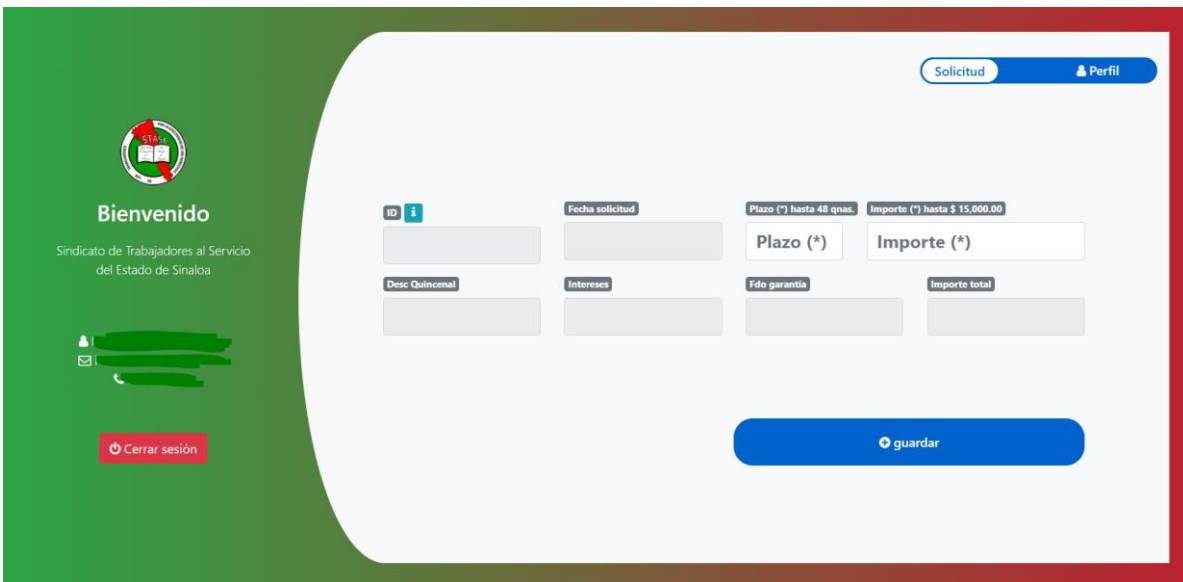 Solicitud
Perfil
STASE
Bienvenido
Sindicato de Trabajadores al Servicio
del Estado de Sinaloa
Cerrar sesión
ID i
Fecha solicitud
Plazo (*) hasta 48 qnas.
Importe (*) hasta $ 15,000.00
Plazo (*)
Importe (*)
Desc Quincenal
Intereses
Fdo garantía
Importe total
guardar